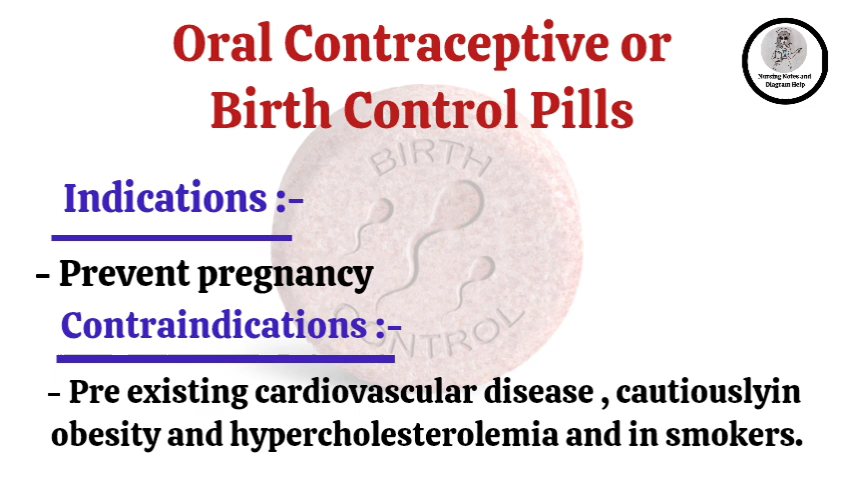 Oral Contraceptive or
Birth Control Pills
Nursing Notes and
Diagram Help
BIRTH
CONTROL
Indications :-
- Prevent pregnancy
Contraindications :-
- Pre existing cardiovascular disease , cautiouslyin
obesity and hypercholesterolemia and in smokers.